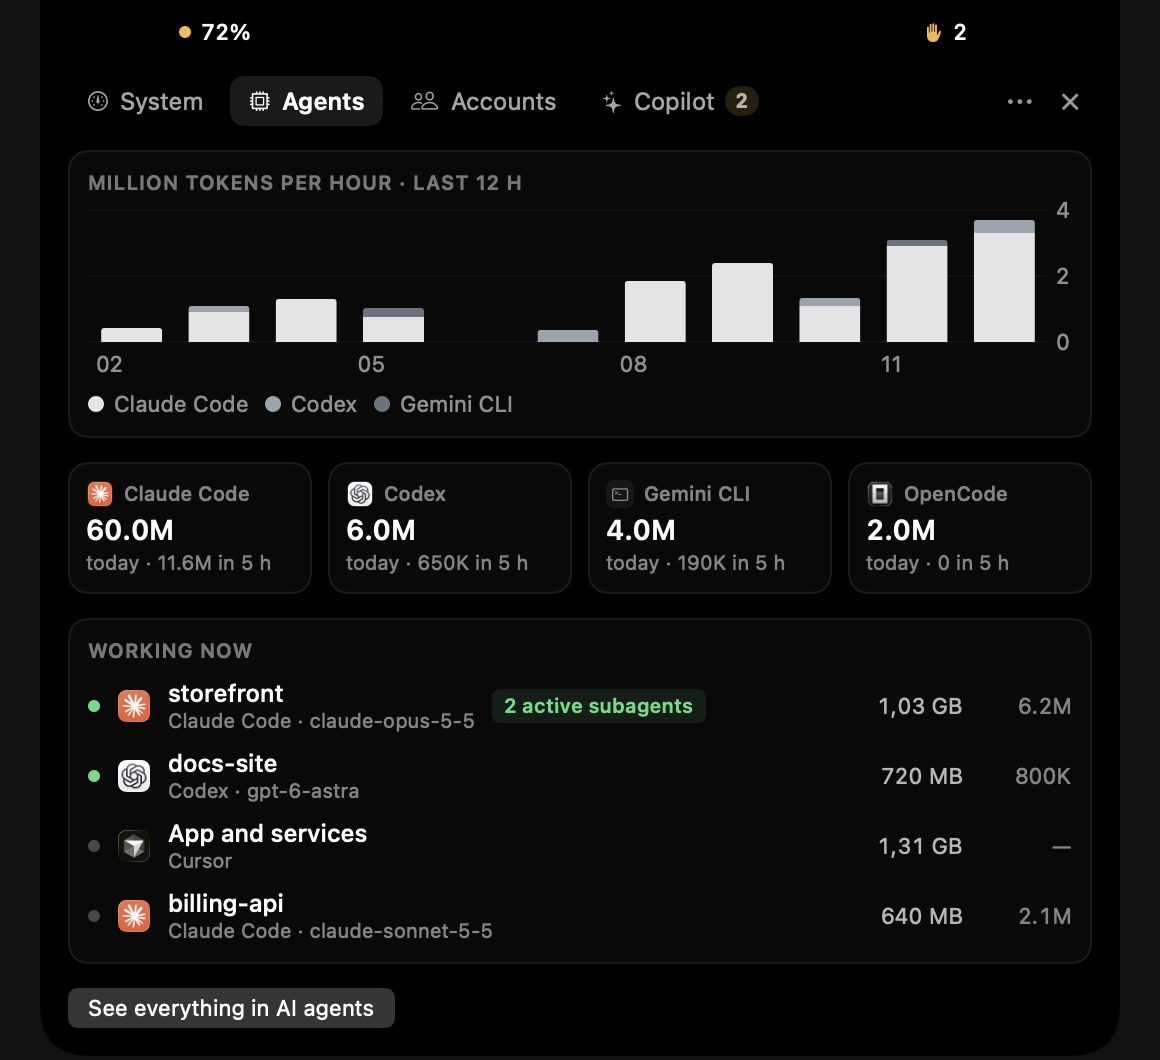 72%
2
System Agents Accounts Copilot 2
MILLION TOKENS PER HOUR · LAST 12 H
4
2
0
02 05 08 11
Claude Code Codex Gemini CLI
Claude Code Codex Gemini CLI OpenCode
60.0M 6.0M 4.0M 2.0M
today · 11.6M in 5 h today · 650K in 5 h today · 190K in 5 h today · 0 in 5 h
WORKING NOW
storefront
Claude Code · claude-opus-5-5
2 active subagents
1,03 GB 6.2M
docs-site
Codex · gpt-6-astra
720 MB 800K
App and services
Cursor
1,31 GB —
billing-api
Claude Code · claude-sonnet-5-5
640 MB 2.1M
See everything in AI agents